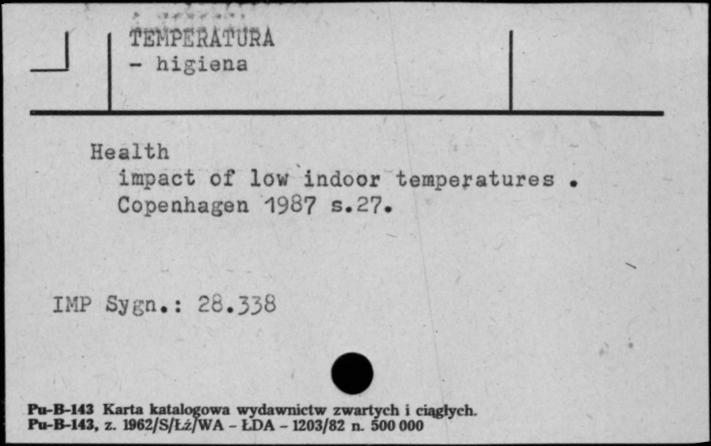 TEMPERATURA
- higiena
Health
impact of low indoor temperatures .
Copenhagen 1987 s.27.
IMP Sygn.: 28.338
Pu-B-143 Karta katalogowa wydawnictw zwartych i ciągłych.
Pu-B-143, z. 1962/S/Łż/WA - ŁDA - 1203/82 n. 500 000